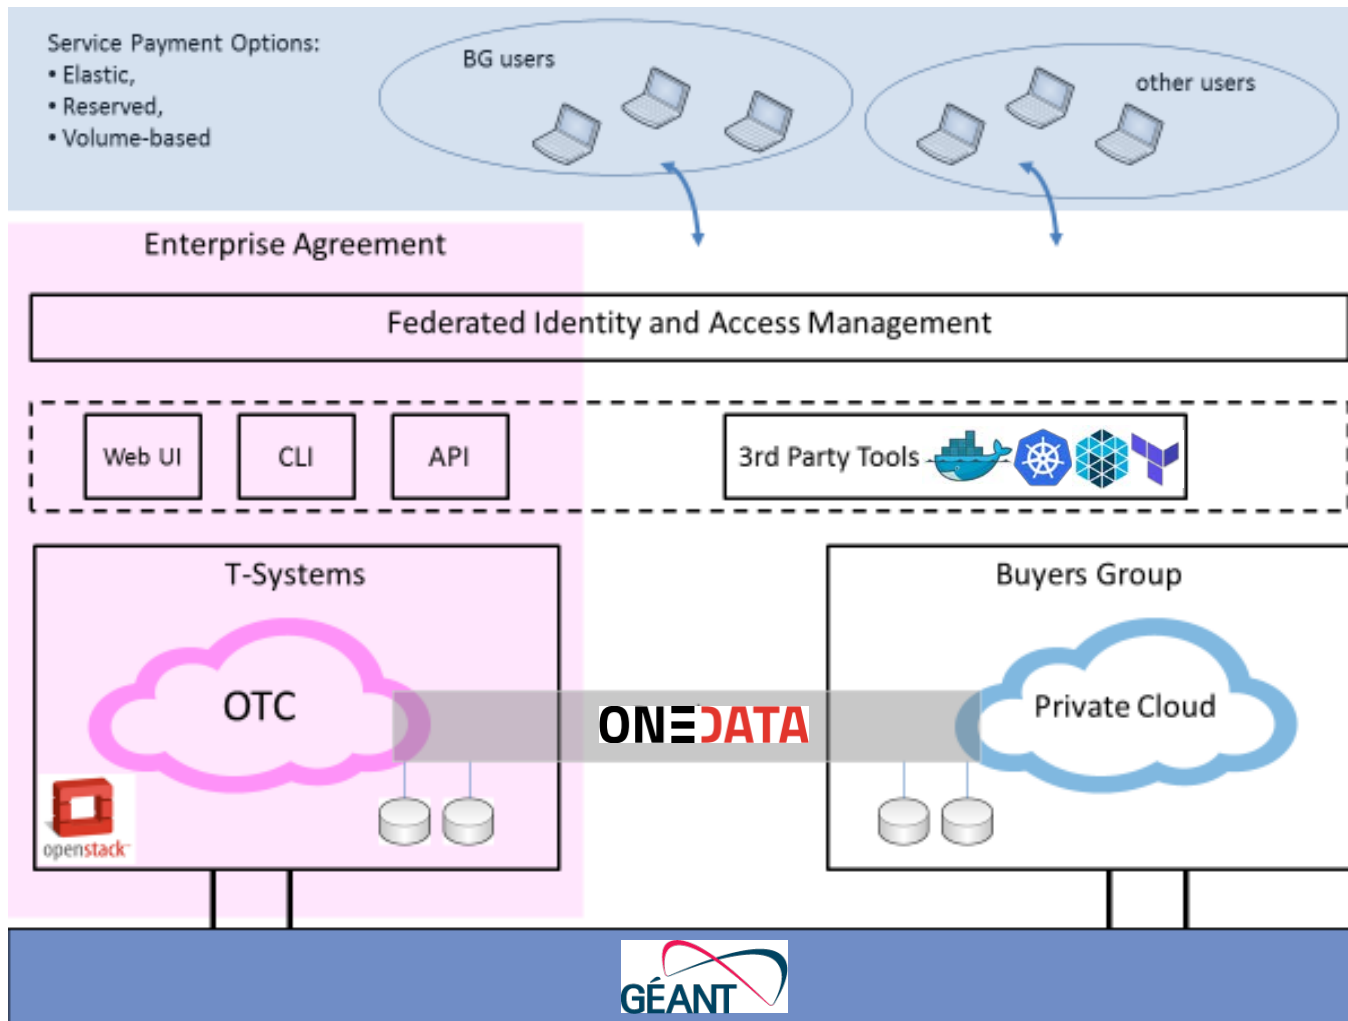 Service Payment Options:
• Elastic,
• Reserved,
• Volume-based
BG users
other users
Enterprise Agreement
Federated Identity and Access Management
Web UI
CLI
API
3rd Party Tools
T-Systems
Buyers Group
OTC
ONEDATA
Private Cloud
openstack
GÉANT